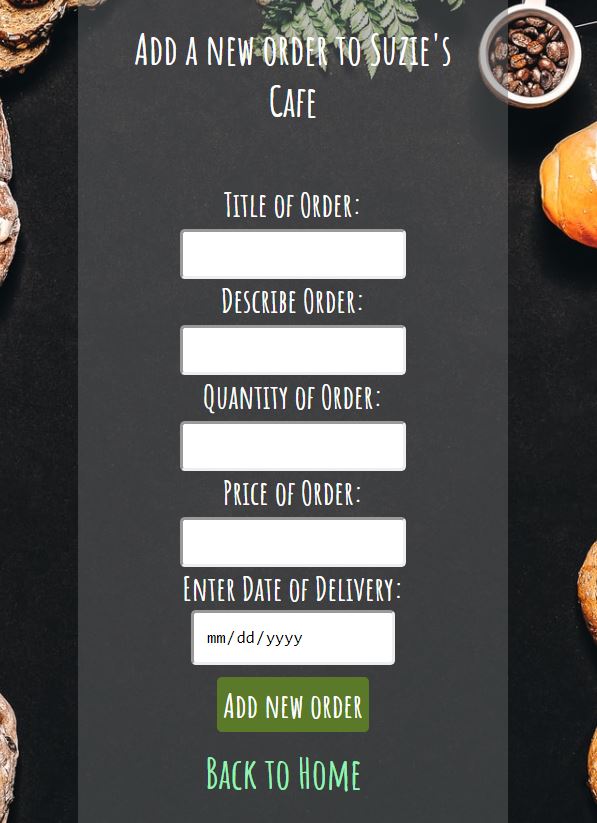 Add a new order to Suzie's
Cafe
Title of Order:
Describe Order:
Quantity of Order:
Price of Order:
Enter Date of Delivery:
mm/dd/yyyy
Add new order
Back to Home